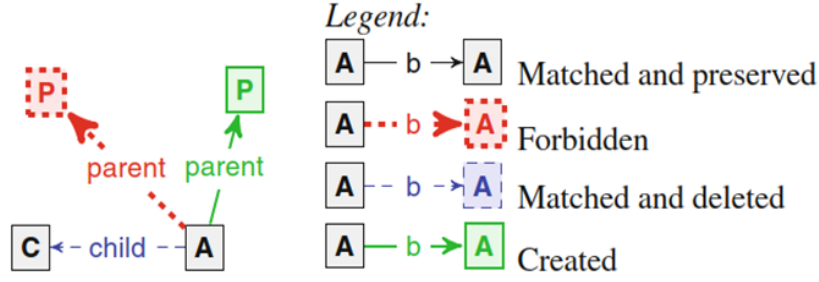 P
P
parent parent
C child A
Legend:
A b A Matched and preserved
A b A Forbidden
A b A Matched and deleted
A b A Created